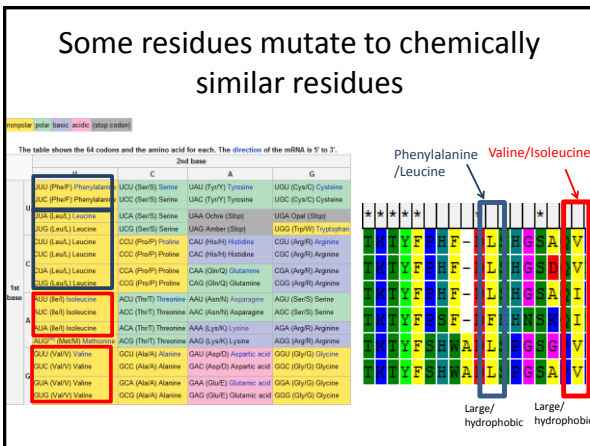 Some residues mutate to chemically
similar residues
nonpolar polar basic acidic (stop codon)
The table shows the 64 codons and the amino acid for each. The direction of the mRNA is 5' to 3'.
2nd base
U C A G
1st
base
U
UUU (Phe/F) Phenylalanine UCU (Ser/S) Serine UAU (Tyr/Y) Tyrosine UGU (Cys/C) Cysteine
UUC (Phe/F) Phenylalanine UCC (Ser/S) Serine UAC (Tyr/Y) Tyrosine UGC (Cys/C) Cysteine
UUA (Leu/L) Leucine UCA (Ser/S) Serine UAA Ochre (Stop) UGA Opal (Stop)
UUG (Leu/L) Leucine UCG (Ser/S) Serine UAG Amber (Stop) UGG (Trp/W) Tryptophan
C
CUU (Leu/L) Leucine CCU (Pro/P) Proline CAU (His/H) Histidine CGU (Arg/R) Arginine
CUC (Leu/L) Leucine CCC (Pro/P) Proline CAC (His/H) Histidine CGC (Arg/R) Arginine
CUA (Leu/L) Leucine CCA (Pro/P) Proline CAA (Gln/Q) Glutamine CGA (Arg/R) Arginine
CUG (Leu/L) Leucine CCG (Pro/P) Proline CAG (Gln/Q) Glutamine CGG (Arg/R) Arginine
A
AUU (Ile/I) Isoleucine ACU (Thr/T) Threonine AAU (Asn/N) Asparagine AGU (Ser/S) Serine
AUC (Ile/I) Isoleucine ACC (Thr/T) Threonine AAC (Asn/N) Asparagine AGC (Ser/S) Serine
AUA (Ile/I) Isoleucine ACA (Thr/T) Threonine AAA (Lys/K) Lysine AGA (Arg/R) Arginine
(Met/M) Methionine ACG (Thr/T) Threonine AAG (Lys/K) Lysine AGG (Arg/R) Arginine
G
GUU (Val/V) Valine GCU (Ala/A) Alanine GAU (Asp/D) Aspartic acid GGU (Gly/G) Glycine
GUC (Val/V) Valine GCC (Ala/A) Alanine GAC (Asp/D) Aspartic acid GGC (Gly/G) Glycine
GUA (Val/V) Valine GCA (Ala/A) Alanine GAA (Glu/E) Glutamic acid GGA (Gly/G) Glycine
GUG (Val/V) Valine GCG (Ala/A) Alanine GAG (Glu/E) Glutamic acid GGG (Gly/G) Glycine
Phenylalanine
/Leucine
Valine/Isoleucine
* * * * * *
T K T Y F P H F - L H G S A V
T K T Y F P H F - L H G S D V
T K T Y F P H F - L H G S A I
T K T Y F P S F - F H N S K I
T K T Y F S H W A L P G S G V
T K T Y F S H W A L P G S A V
Large/
hydrophobic
Large/
hydrophobic